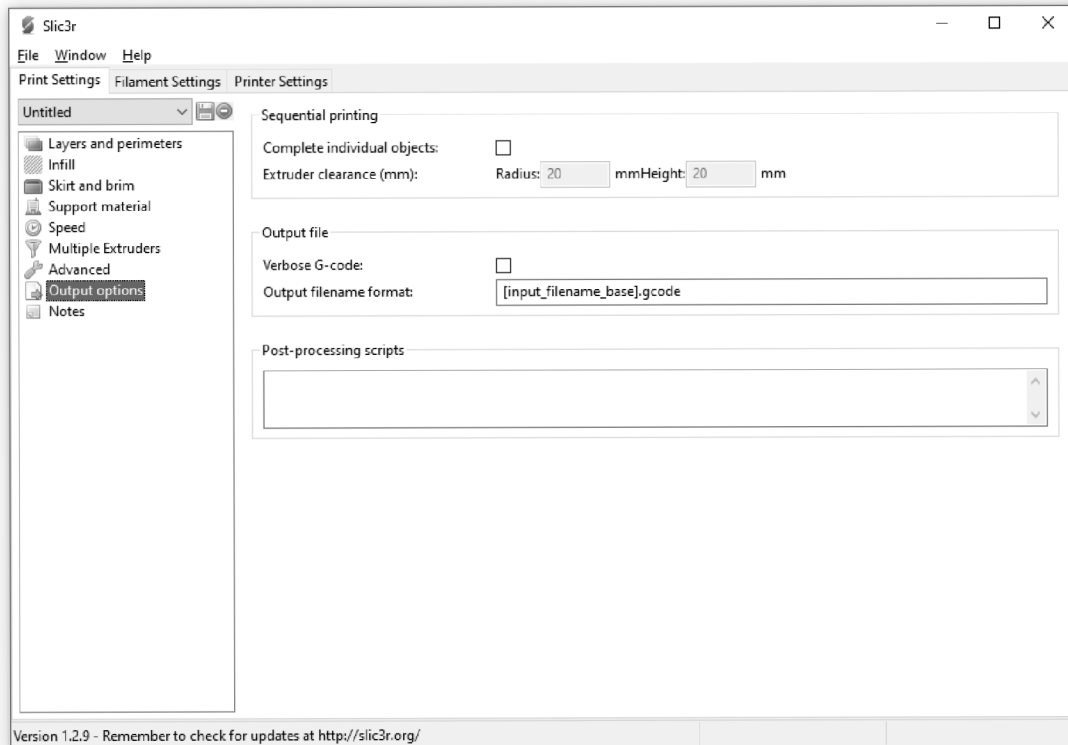 Slic3r
File Window Help
Print Settings Filament Settings Printer Settings
Untitled
Layers and perimeters
Infill
Skirt and brim
Support material
Speed
Multiple Extruders
Advanced
Output options
Notes
Sequential printing
Complete individual objects:
Extruder clearance (mm): Radius: 20 mmHeight: 20 mm
Output file
Verbose G-code:
Output filename format: [input_filename_base].gcode
Post-processing scripts
Version 1.2.9 - Remember to check for updates at http://slic3r.org/